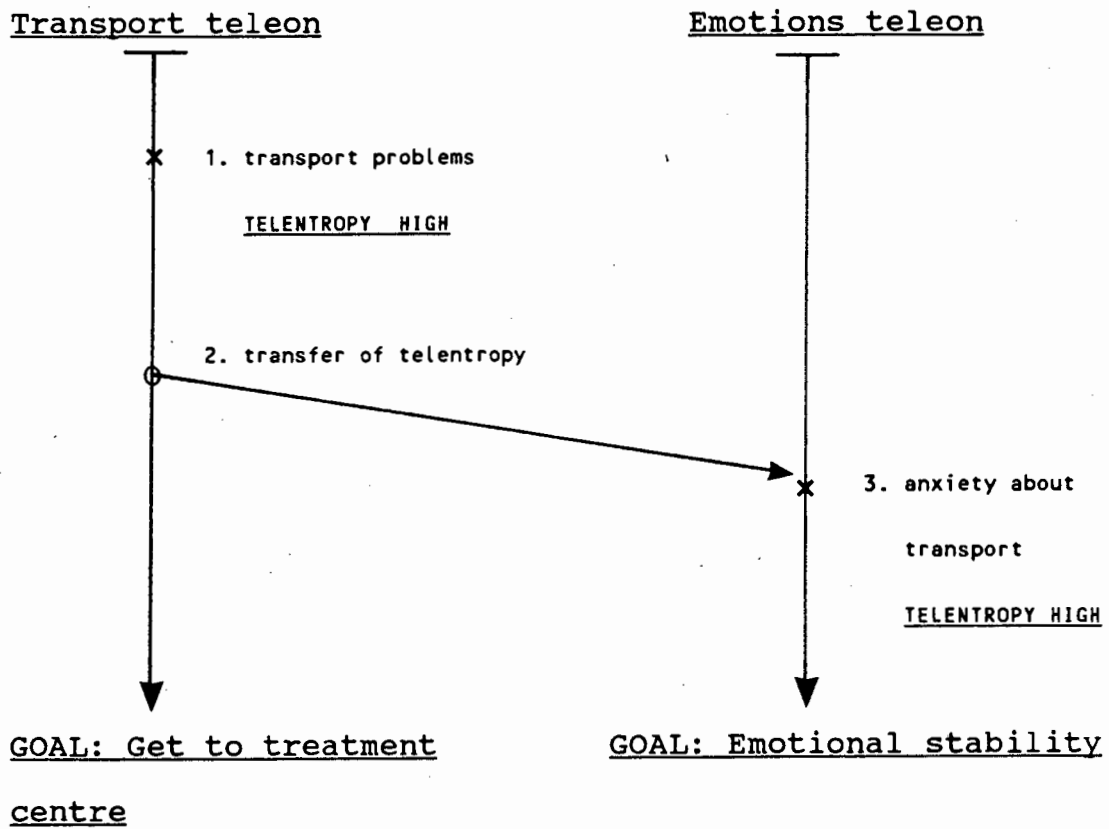 Transport teleon
Emotions teleon
1. transport problems
TELENTROPY HIGH
2. transfer of telentropy
3. anxiety about
transport
TELENTROPY HIGH
GOAL: Get to treatment
centre
GOAL: Emotional stability